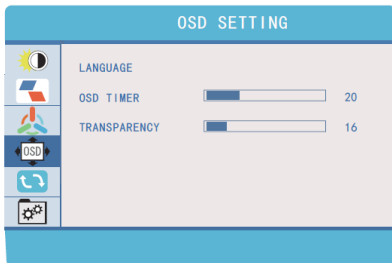 OSD SETTING
LANGUAGE
OSD TIMER 20
TRANSPARENCY 16
OSD